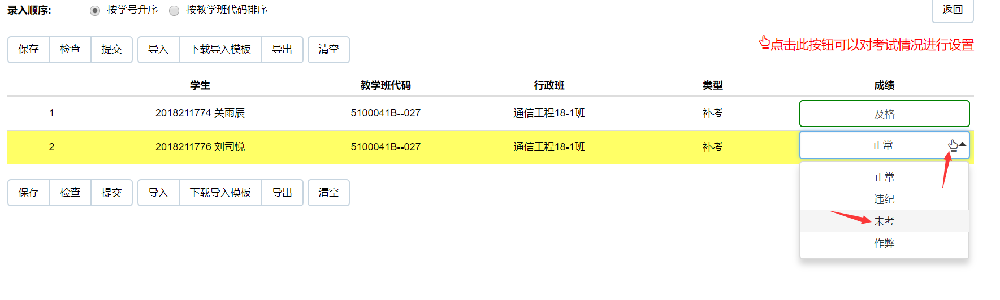 录入顺序: 按学号升序 按教学班代码排序 返回
保存 检查 提交 导入 下载导入模板 导出 清空 点击此按钮可以对考试情况进行设置
学生 教学班代码 行政班 类型 成绩
1 2018211774 关雨辰 5100041B--027 通信工程18-1班 补考 及格
2 2018211776 刘司悦 5100041B--027 通信工程18-1班 补考 正常
正常
保存 检查 提交 导入 下载导入模板 导出 清空
违纪
未考
作弊